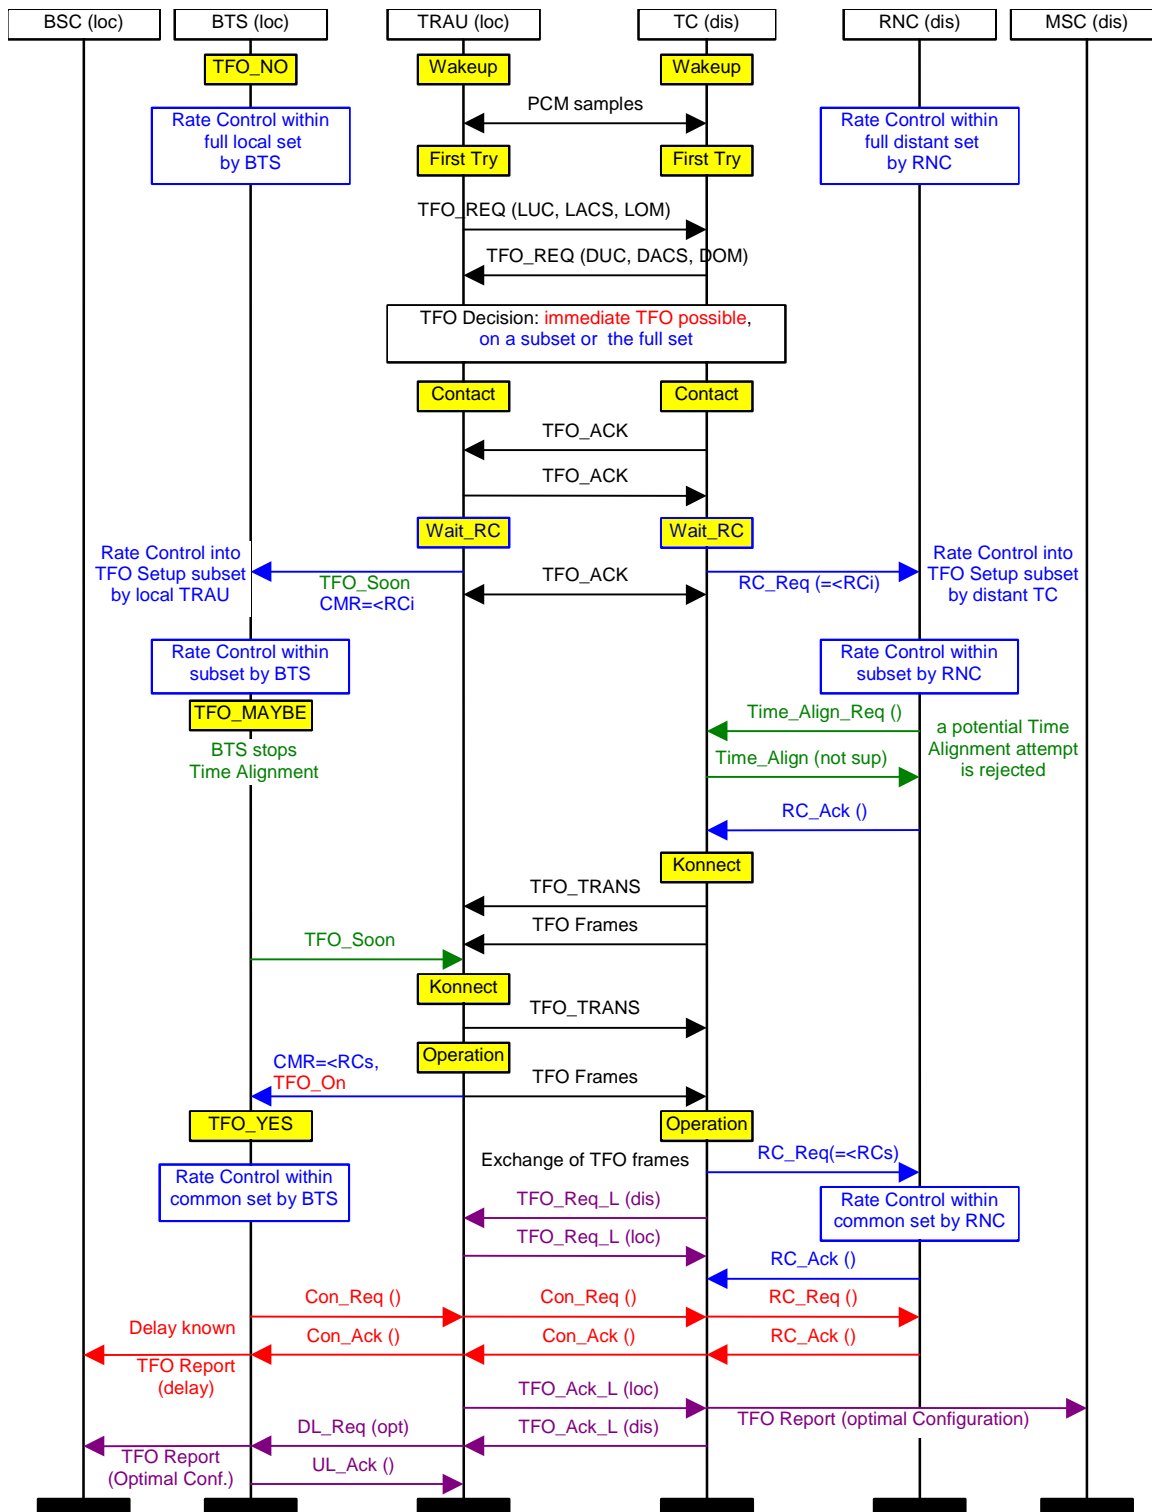 BSC (loc)
BTS (loc)
TRAU (loc)
TC (dis)
RNC (dis)
MSC (dis)
TFO_NO
Wakeup
Wakeup
PCM samples
Rate Control within
full local set
by BTS
Rate Control within
full distant set
by RNC
First Try
First Try
TFO_REQ (LUC, LACS, LOM)
TFO_REQ (DUC, DACS, DOM)
TFO Decision: immediate TFO possible,
on a subset or the full set
Contact
Contact
TFO_ACK
TFO_ACK
Wait_RC
Wait_RC
Rate Control into
TFO Setup subset
by local TRAU
TFO_Soon
CMR=<RCi
TFO_ACK
RC_Req (=<RCi)
Rate Control into
TFO Setup subset
by distant TC
Rate Control within
subset by BTS
Rate Control within
subset by RNC
TFO_MAYBE
BTS stops
Time Alignment
Time_Align_Req ()
Time_Align (not sup)
a potential Time
Alignment attempt
is rejected
RC_Ack ()
Konnect
TFO_TRANS
TFO Frames
TFO_Soon
Konnect
TFO_TRANS
Operation
CMR=<RCs,
TFO_On
TFO Frames
TFO_YES
Operation
Exchange of TFO frames
RC_Req(=<RCs)
Rate Control within
common set by BTS
Rate Control within
common set by RNC
TFO_Req_L (dis)
TFO_Req_L (loc)
RC_Ack ()
Con_Req ()
Con_Req ()
RC_Req ()
Delay known
Con_Ack ()
Con_Ack ()
RC_Ack ()
TFO Report
(delay)
TFO_Ack_L (loc)
TFO Report (optimal Configuration)
DL_Req (opt)
TFO_Ack_L (dis)
TFO Report
(Optimal Conf.)
UL_Ack ()